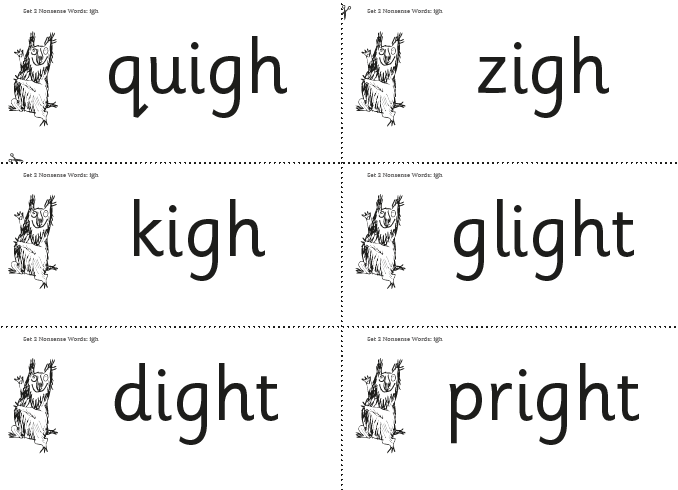 Set 2 Nonsense Words: igh
quigh
Set 2 Nonsense Words: igh
zigh
Set 2 Nonsense Words: igh
kigh
Set 2 Nonsense Words: igh
glight
Set 2 Nonsense Words: igh
dight
Set 2 Nonsense Words: igh
pright